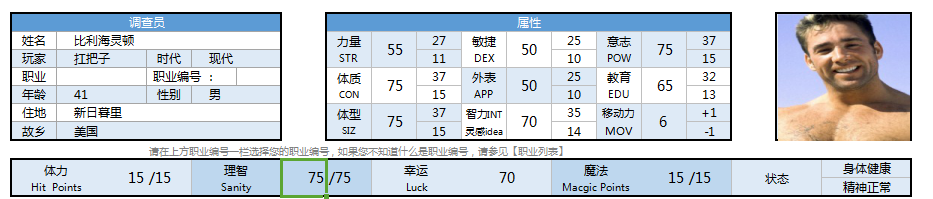 调查员
姓名 比利海灵顿
玩家 扛把子 时代 现代
职业 职业编号 ：
年龄 41 性别 男
住地 新日暮里
故乡 美国
属性
力量 STR 55 27 11 敏捷 DEX 50 25 10 意志 POW 75 37 15
体质 CON 75 37 15 外表 APP 50 25 10 教育 EDU 65 32 13
体型 SIZ 75 37 15 智力INT 灵感idea 70 35 14 移动力 MOV 6 +1 -1
请在上方职业编号一栏选择您的职业编号，如果您不知道什么是职业编号，请参见【职业列表】
体力 Hit Points 15 /15 理智 Sanity 75 /75 幸运 Luck 70 魔法 Macgic Points 15 /15 状态 身体健康 精神正常